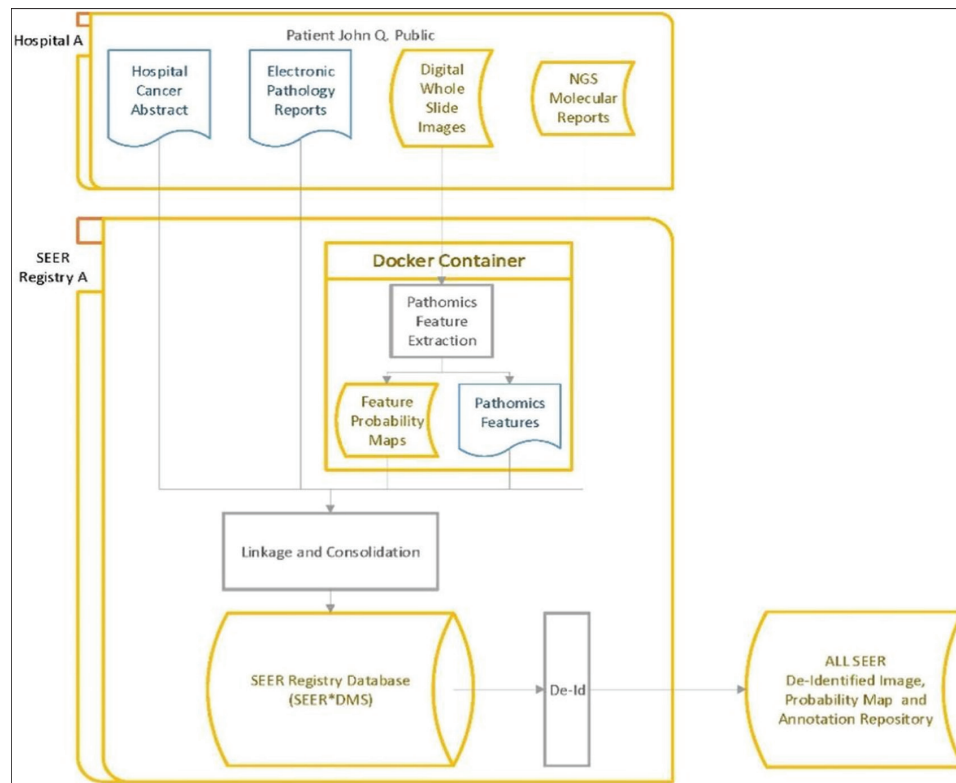 Hospital A
Patient John Q. Public
Hospital
Cancer
Abstract
Electronic
Pathology
Reports
Digital
Whole
Slide
Images
NGS
Molecular
Reports
SEER
Registry A
Docker Container
Pathomics
Feature
Extraction
Feature
Probability
Maps
Pathomics
Features
Linkage and Consolidation
SEER Registry Database
(SEER*DMS)
De-Id
ALL SEER
De-Identified Image,
Probability Map and
Annotation Repository